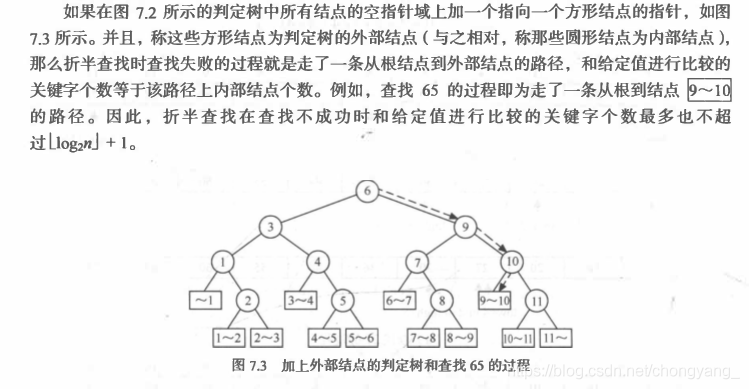 如果在图 7.2 所示的判定树中所有结点的空指针域上加一个指向一个方形结点的指针，如图
7.3 所示。并且，称这些方形结点为判定树的外部结点（与之相对，称那些圆形结点为内部结点），
那么折半查找时查找失败的过程就是走了一条从根结点到外部结点的路径，和给定值进行比较的
关键字个数等于该路径上内部结点个数。例如，查找 65 的过程即为走了一条从根到结点 9～10
的路径。因此，折半查找在查找不成功时和给定值进行比较的关键字个数最多也不超
过⌊log₂n⌋ + 1。
6
3 9
1 4 7 10
～1 2 3～4 5 6～7 8 9～10 11
1～2 2～3 4～5 5～6 7～8 8～9 10～11 11～
图 7.3 加上外部结点的判定树和查找 65 的过程
https://blog.csdn.net/chongyang_